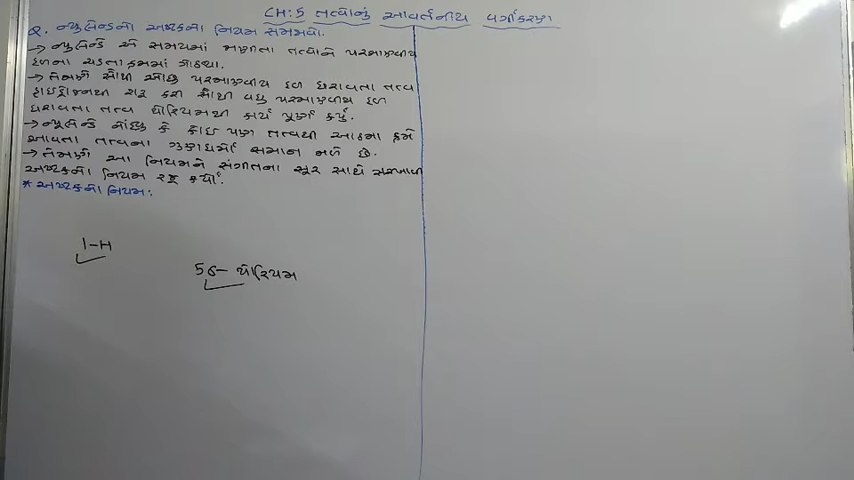 CH:5 તત્વોનું આવર્તનીય વર્ગીકરણ
Q. ન્યુલેન્ડનો અષ્ટકનો નિયમ સમજાવો.
→ ન્યુલેન્ડે એ સમયમાં જાણીતા તત્વોને પરમાણ્વીય
દળના ચડતા ક્રમમાં ગોઠવ્યા.
→ તેમણે સૌથી ઓછુ પરમાણ્વીય દળ ધરાવતા તત્વ
હાઇડ્રોજનથી શરૂ કરી સૌથી વધુ પરમાણ્વીય દળ
ધરાવતા તત્વ થોરિયમથી કાર્ય પૂર્ણ કર્યું.
→ ન્યુલેન્ડે નોંધ્યુ કે કોઇ પણ તત્વથી આઠમા ક્રમે
આવતા તત્વના ગુણધર્મો સમાન મળે છે.
→ તેમણે આ નિયમને સંગીતના સૂર સાથે સરખાવી
અષ્ટકનો નિયમ રજૂ કર્યો.
* અષ્ટકનો નિયમ:
1-H
56- થોરિયમ